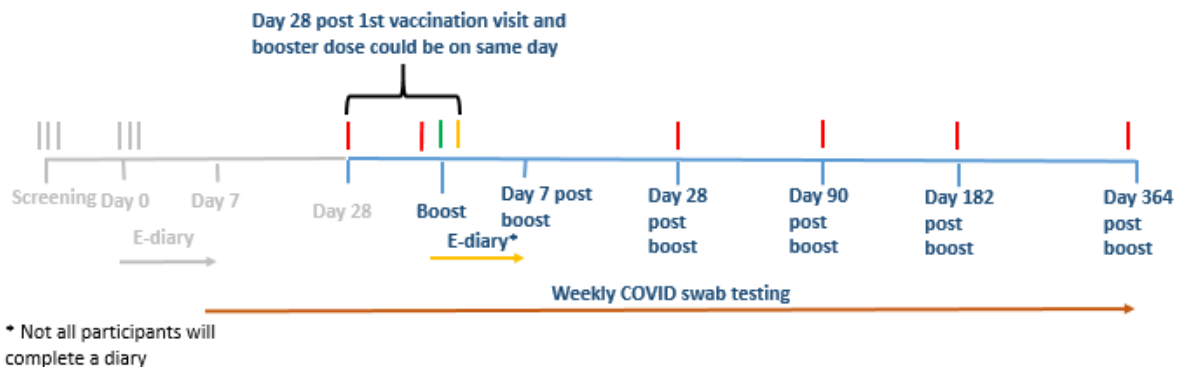 Day 28 post 1st vaccination visit and
booster dose could be on same day
Screening
Day 0
Day 7
Day 28
Boost
Day 7 post
boost
Day 28
post
boost
Day 90
post
boost
Day 182
post
boost
Day 364
post
boost
E-diary
E-diary*
Weekly COVID swab testing
* Not all participants will
complete a diary